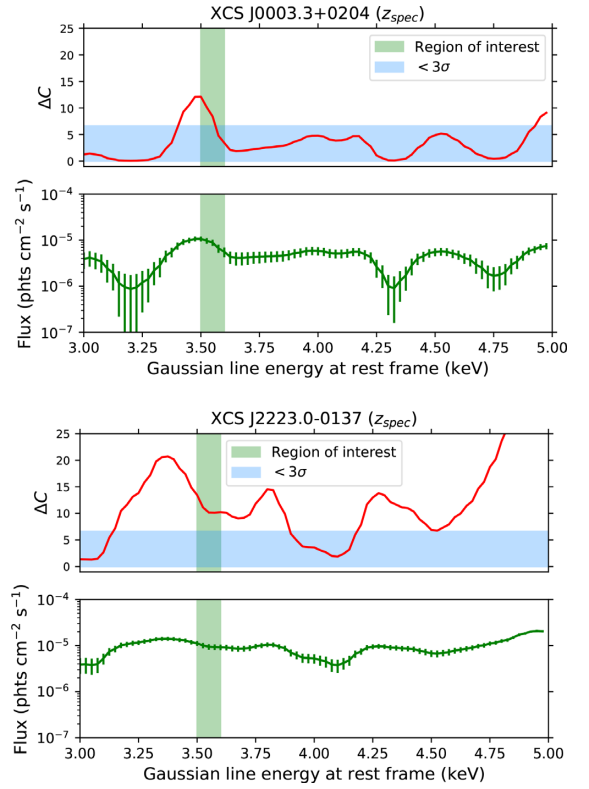 XCS J0003.3+0204 (z_spec)
25
20
15
10
5
0
ΔC
Region of interest
< 3σ
10⁻⁴
10⁻⁵
10⁻⁶
10⁻⁷
Flux (phts cm⁻² s⁻¹)
3.00 3.25 3.50 3.75 4.00 4.25 4.50 4.75 5.00
Gaussian line energy at rest frame (keV)
XCS J2223.0-0137 (z_spec)
25
20
15
10
5
0
ΔC
Region of interest
< 3σ
10⁻⁴
10⁻⁵
10⁻⁶
10⁻⁷
Flux (phts cm⁻² s⁻¹)
3.00 3.25 3.50 3.75 4.00 4.25 4.50 4.75 5.00
Gaussian line energy at rest frame (keV)